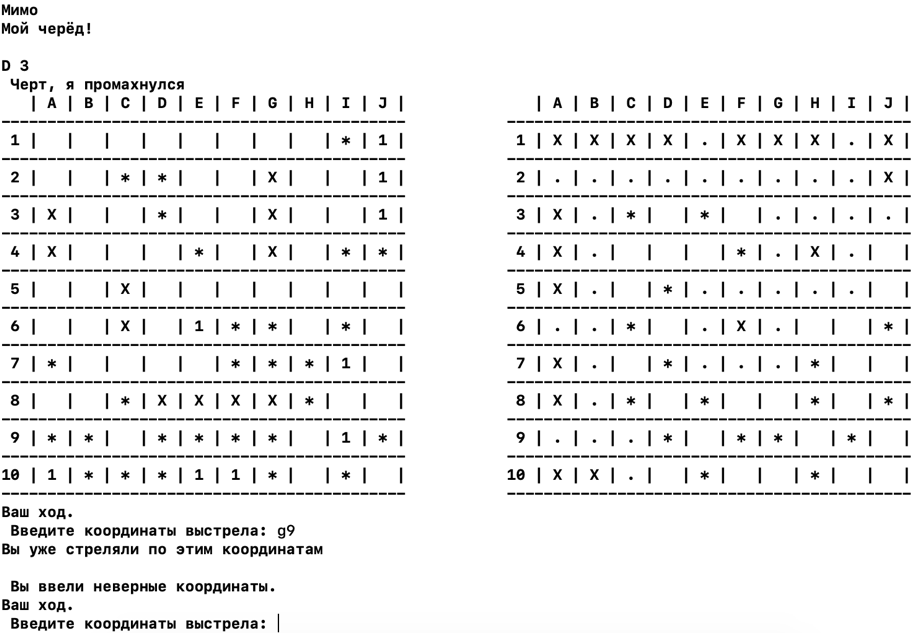 Мимо
Мой черёд!
D 3
Черт, я промахнулся
| A | B | C | D | E | F | G | H | I | J | | A | B | C | D | E | F | G | H | I | J |
1 | | | | | | | | | * | 1 | 1 | X | X | X | X | . | X | X | X | . | X |
2 | | | * | * | | | X | | | 1 | 2 | . | . | . | . | . | . | . | . | . | X |
3 | X | | | * | | | X | | | 1 | 3 | X | . | * | | * | | . | . | . | . |
4 | X | | | | * | | X | | * | * | 4 | X | . | | | | * | . | X | . | |
5 | | | X | | | | | | | | 5 | X | . | | * | . | . | . | . | . | |
6 | | | X | | 1 | * | * | | * | | 6 | . | . | * | | . | X | . | | | * |
7 | * | | | | | * | * | * | 1 | | 7 | X | . | | * | . | . | . | * | | |
8 | | | * | X | X | X | X | * | | | 8 | X | . | * | | * | | | * | | * |
9 | * | * | | * | * | * | * | | 1 | * | 9 | . | . | . | * | | * | * | | * | |
10 | 1 | * | * | * | 1 | 1 | * | | * | | 10 | X | X | . | | * | | | * | | |
Ваш ход.
Введите координаты выстрела: g9
Вы уже стреляли по этим координатам
Вы ввели неверные координаты.
Ваш ход.
Введите координаты выстрела: